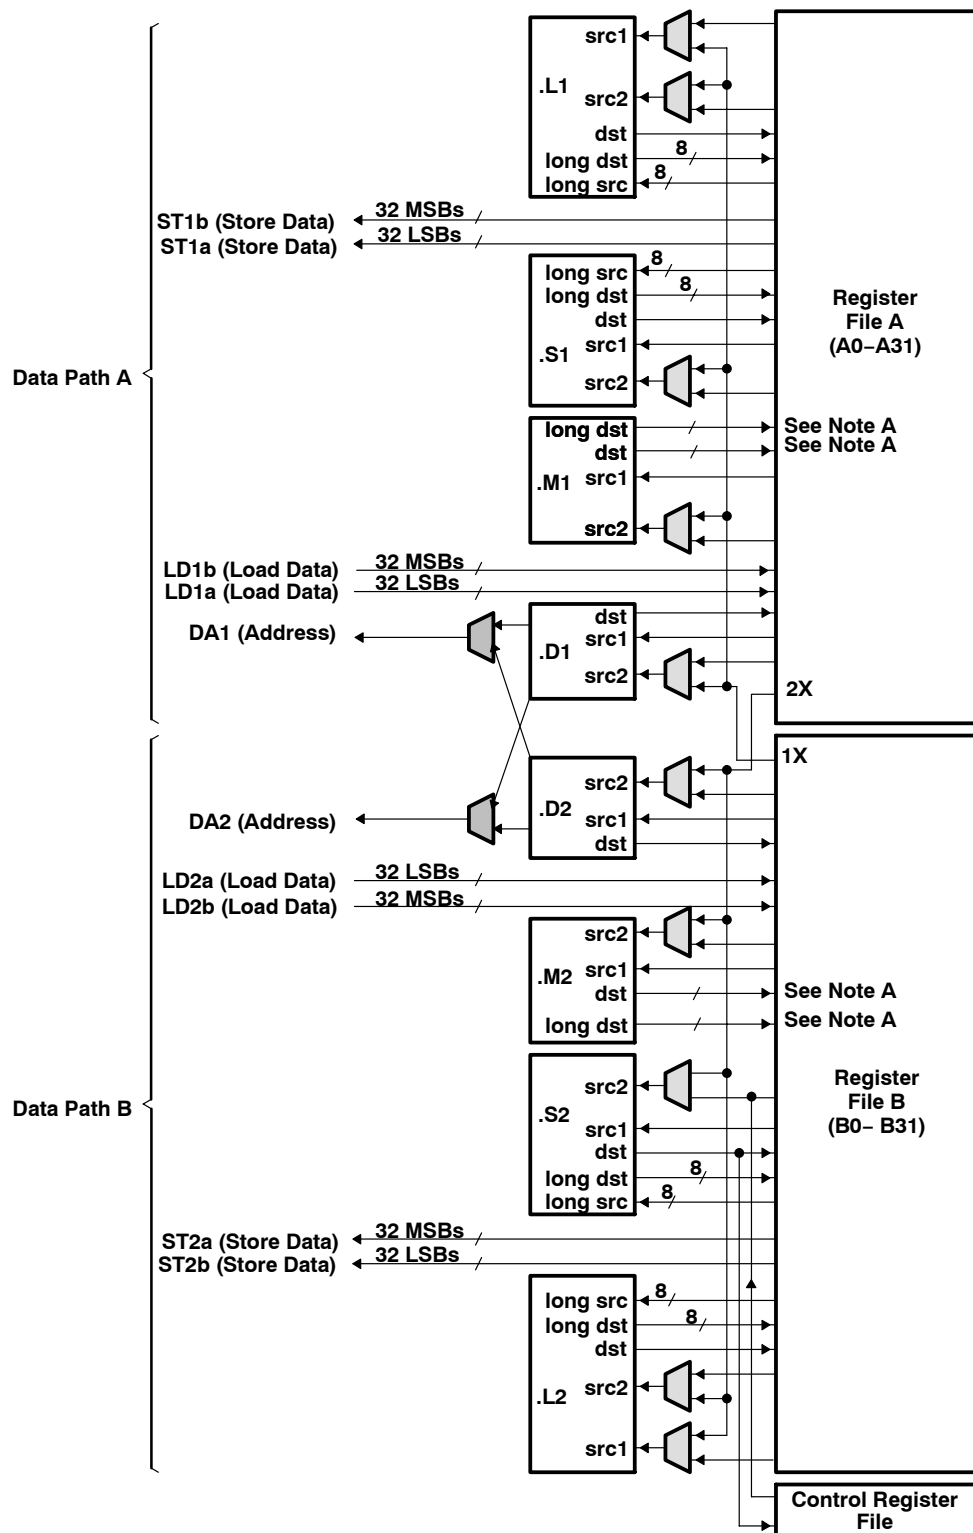 src1
.L1
src2
dst
long dst
8
long src
8
ST1b (Store Data)
32 MSBs
ST1a (Store Data)
32 LSBs
long src
8
long dst
8
dst
.S1
src1
src2
Register
File A
(A0–A31)
Data Path A
long dst
See Note A
dst
See Note A
.M1
src1
src2
LD1b (Load Data)
32 MSBs
LD1a (Load Data)
32 LSBs
DA1 (Address)
dst
src1
.D1
src2
2X
1X
src2
.D2
src1
dst
DA2 (Address)
LD2a (Load Data)
32 LSBs
LD2b (Load Data)
32 MSBs
src2
.M2
src1
dst
See Note A
long dst
See Note A
src2
.S2
src1
dst
long dst
8
long src
8
Register
File B
(B0– B31)
Data Path B
ST2a (Store Data)
32 MSBs
ST2b (Store Data)
32 LSBs
long src
8
long dst
8
dst
.L2
src2
src1
Control Register
File